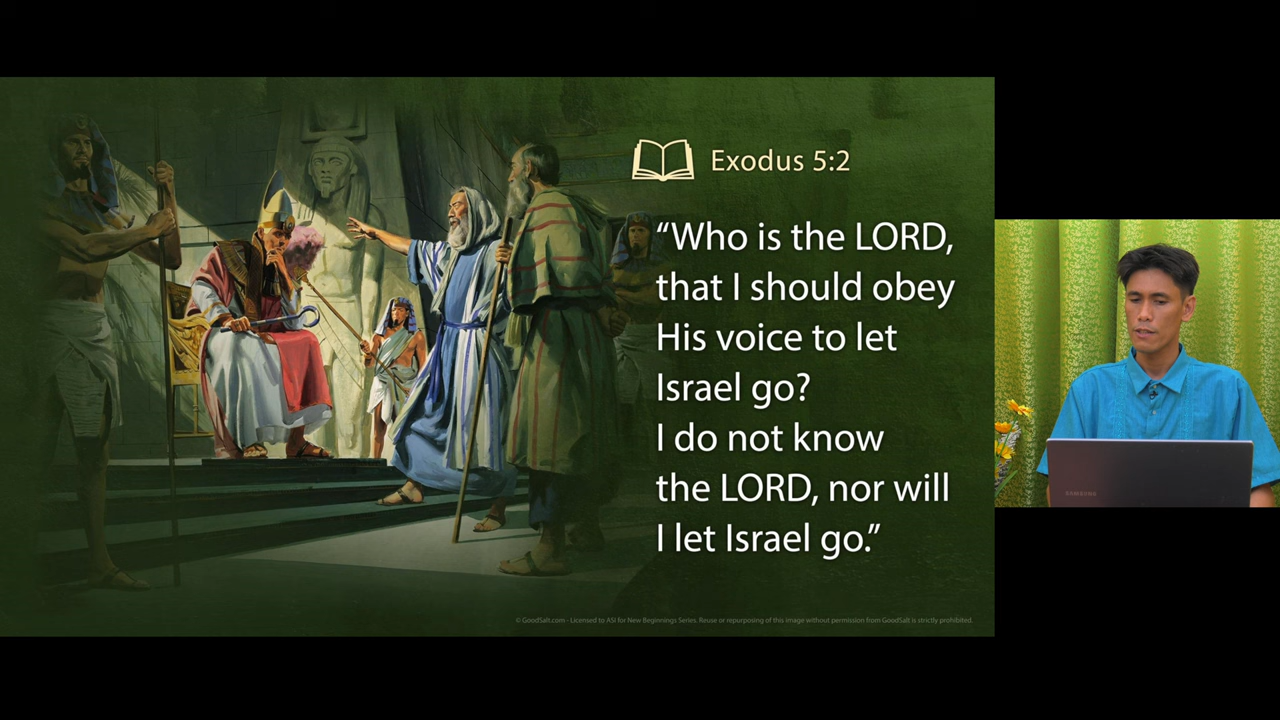 Exodus 5:2
“Who is the LORD,
that I should obey
His voice to let
Israel go?
I do not know
the LORD, nor will
I let Israel go.”
© GoodSalt.com - Licensed to ASI for New Beginnings Series. Reuse or repurposing of this image without permission from GoodSalt is strictly prohibited.
SAMSUNG